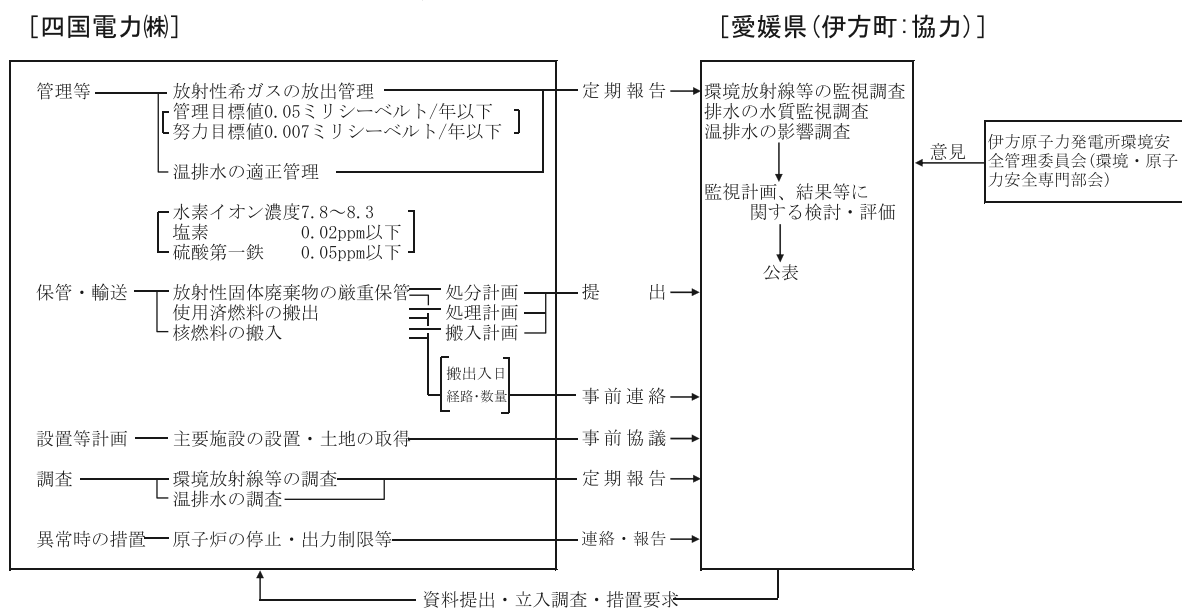 ［四国電力㈱］
［愛媛県（伊方町：協力）］
管理等 放射性希ガスの放出管理 定期報告
管理目標値0.05ミリシーベルト/年以下
努力目標値0.007ミリシーベルト/年以下
温排水の適正管理
水素イオン濃度7.8～8.3
塩素 0.02ppm以下
硫酸第一鉄 0.05ppm以下
保管・輸送 放射性固体廃棄物の厳重保管 処分計画 提 出
使用済燃料の搬出 処理計画
核燃料の搬入 搬入計画
搬出入日
経路・数量 事前連絡
設置等計画 主要施設の設置・土地の取得 事前協議
調査 環境放射線等の調査 定期報告
温排水の調査
異常時の措置 原子炉の停止・出力制限等 連絡・報告
環境放射線等の監視調査
排水の水質監視調査
温排水の影響調査
監視計画、結果等に
関する検討・評価
公表
意見
伊方原子力発電所環境安
全管理委員会(環境・原子
力安全専門部会)
資料提出・立入調査・措置要求